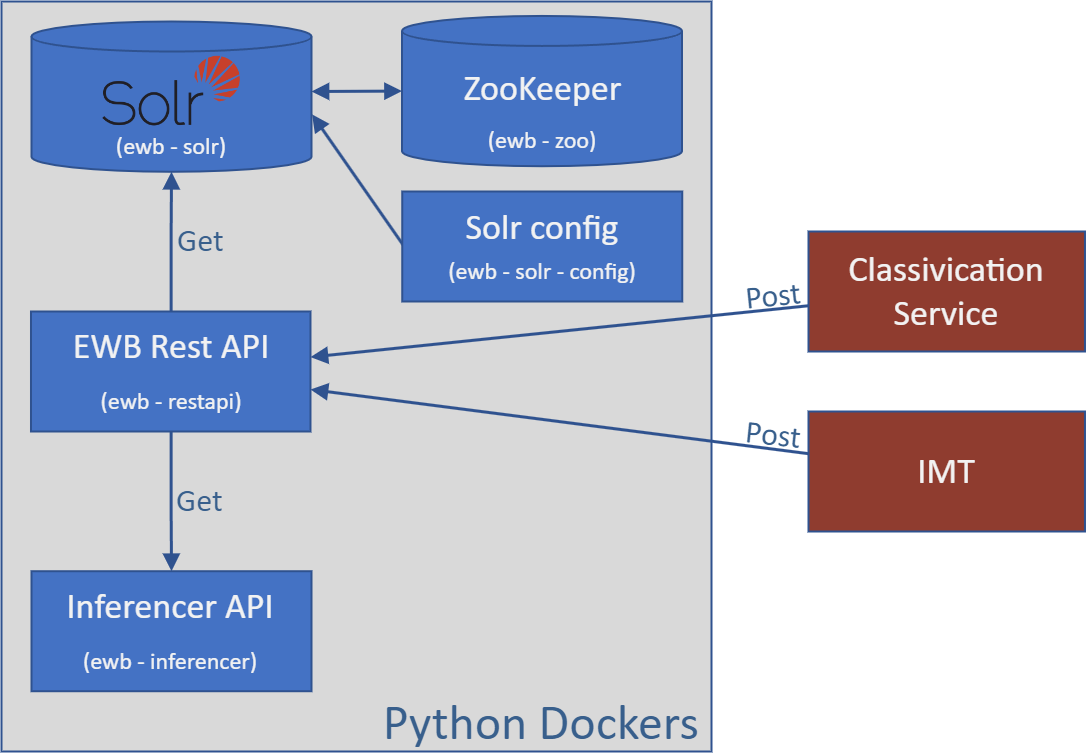 Solr
(ewb - solr)
ZooKeeper
(ewb - zoo)
Solr config
(ewb - solr - config)
Get
EWB Rest API
(ewb - restapi)
Get
Inferencer API
(ewb - inferencer)
Post
Classivication
Service
Post
IMT
Python Dockers